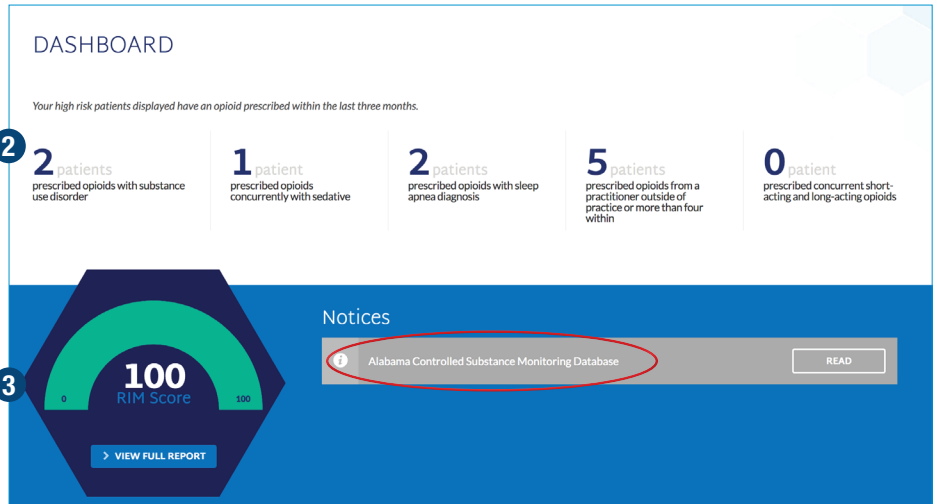 DASHBOARD
Your high risk patients displayed have an opioid prescribed within the last three months.
2
2 patients
prescribed opioids with substance
use disorder
1 patient
prescribed opioids
concurrently with sedative
2 patients
prescribed opioids with sleep
apnea diagnosis
5 patients
prescribed opioids from a
practitioner outside of
practice or more than four
within
0 patient
prescribed concurrent short-
acting and long-acting opioids
3
100
RIM Score
0
100
> VIEW FULL REPORT
Notices
i Alabama Controlled Substance Monitoring Database
READ